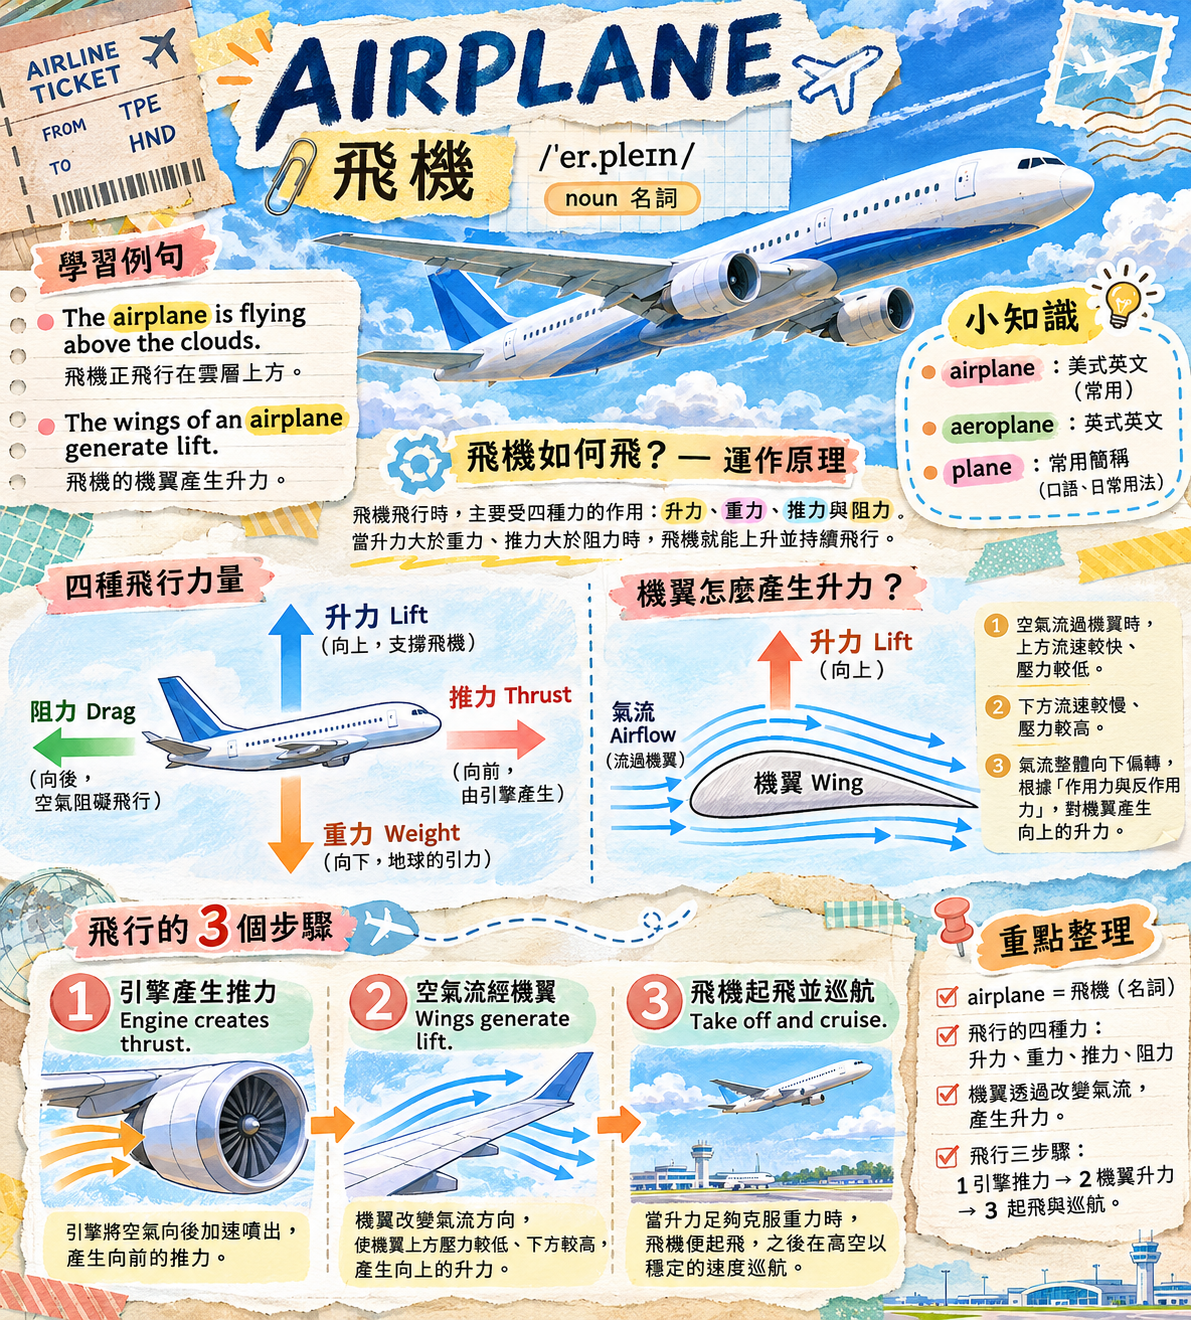 AIRLINE
TICKET
FROM TPE
TO HND
AIRPLANE
飛機
/ˈer.pleɪn/
noun 名詞
學習例句
The airplane is flying
above the clouds.
飛機正飛行在雲層上方。
The wings of an airplane
generate lift.
飛機的機翼產生升力。
小知識
airplane：美式英文
（常用）
aeroplane：英式英文
plane：常用簡稱
（口語、日常用法）
飛機如何飛？— 運作原理
飛機飛行時，主要受四種力的作用：升力、重力、推力與阻力。
當升力大於重力、推力大於阻力時，飛機就能上升並持續飛行。
四種飛行力量
升力 Lift
（向上，支撐飛機）
阻力 Drag
（向後，
空氣阻礙飛行）
推力 Thrust
（向前，
由引擎產生）
重力 Weight
（向下，地球的引力）
機翼怎麼產生升力？
升力 Lift
（向上）
氣流
Airflow
（流過機翼）
機翼 Wing
1 空氣流過機翼時，
上方流速較快、
壓力較低。
2 下方流速較慢、
壓力較高。
3 氣流整體向下偏轉，
根據「作用力與反作用
力」，對機翼產生
向上的升力。
飛行的3個步驟
1 引擎產生推力
Engine creates
thrust.
引擎將空氣向後加速噴出，
產生向前的推力。
2 空氣流經機翼
Wings generate
lift.
機翼改變氣流方向，
使機翼上方壓力較低、下方較高，
產生向上的升力。
3 飛機起飛並巡航
Take off and cruise.
當升力足夠克服重力時，
飛機便起飛，之後在高空以
穩定的速度巡航。
重點整理
airplane = 飛機（名詞）
飛行的四種力：
升力、重力、推力、阻力
機翼透過改變氣流，
產生升力。
飛行三步驟：
1 引擎推力 → 2 機翼升力
→ 3 起飛與巡航。